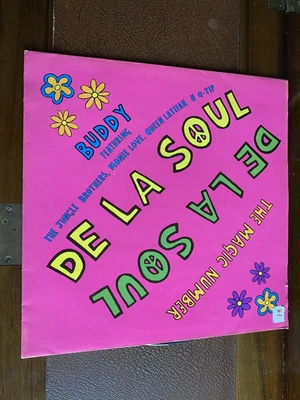 BUDDY
FEATURING
THE JUNGLE BROTHERS, MONIE LOVE, QUEEN LATIFAH & Q-TIP
DE LA SOUL
DE LA SOUL
THE MAGIC NUMBER